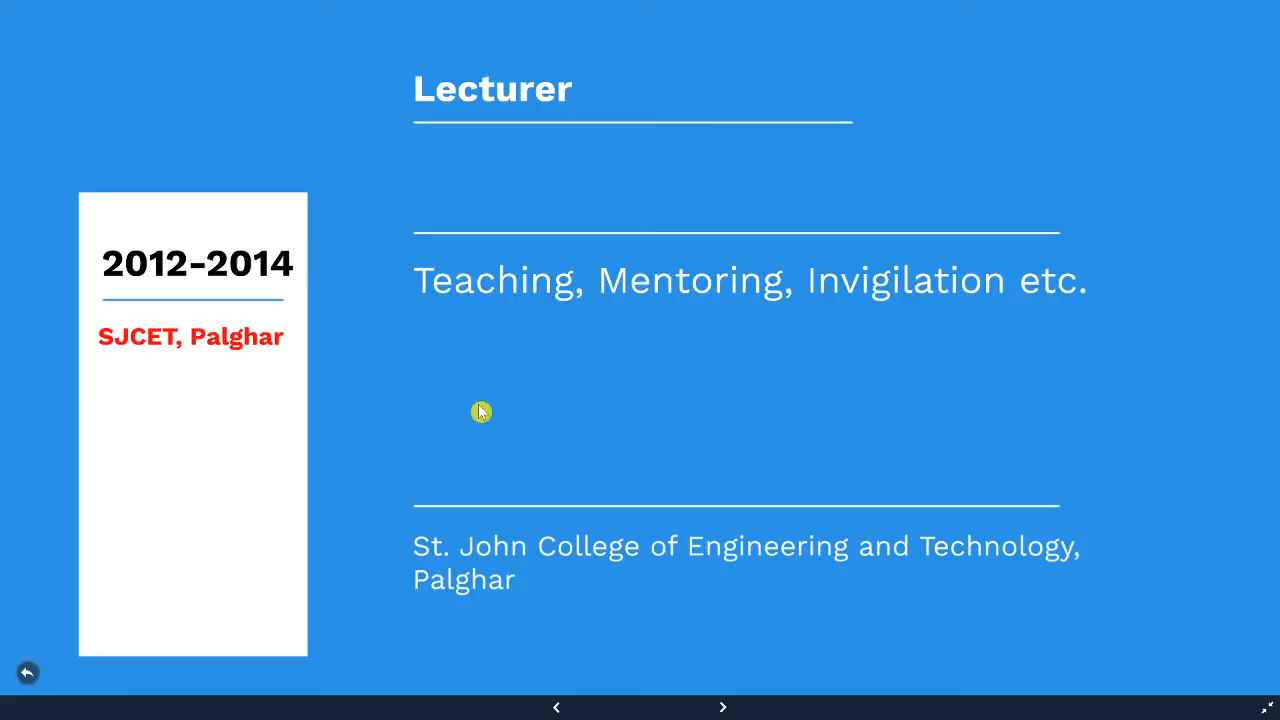 Lecturer
2012-2014
SJCET, Palghar
Teaching, Mentoring, Invigilation etc.
St. John College of Engineering and Technology,
Palghar